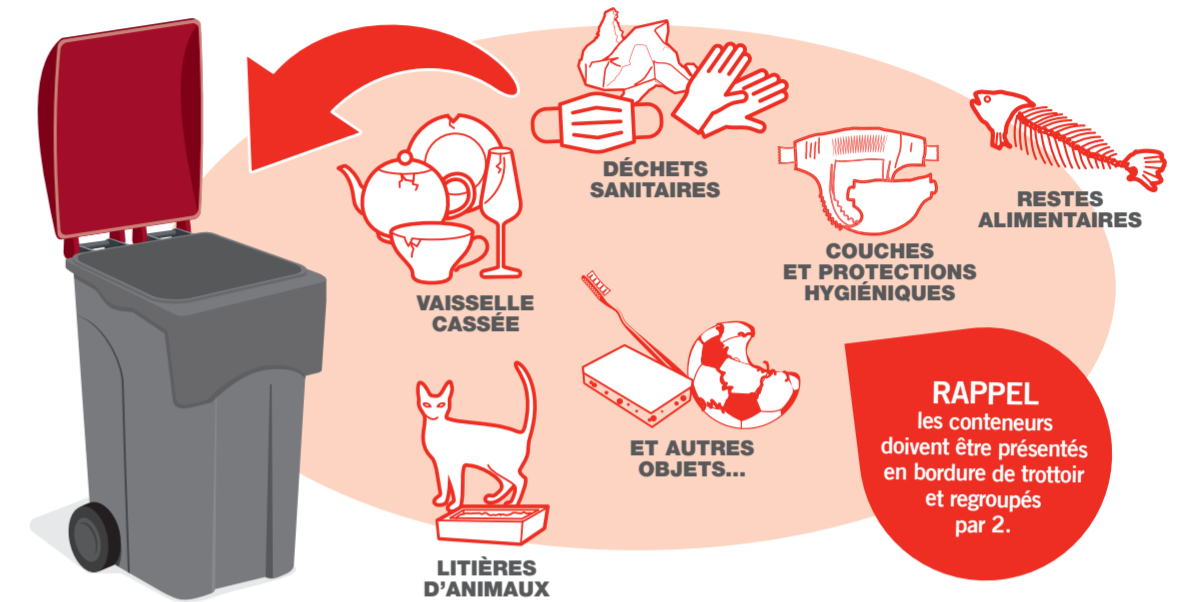 DÉCHETS
SANITAIRES
RESTES
ALIMENTAIRES
COUCHES
ET PROTECTIONS
HYGIÉNIQUES
VAISSELLE
CASSÉE
ET AUTRES
OBJETS...
LITIÈRES
D'ANIMAUX
RAPPEL
les conteneurs
doivent être présentés
en bordure de trottoir
et regroupés
par 2.